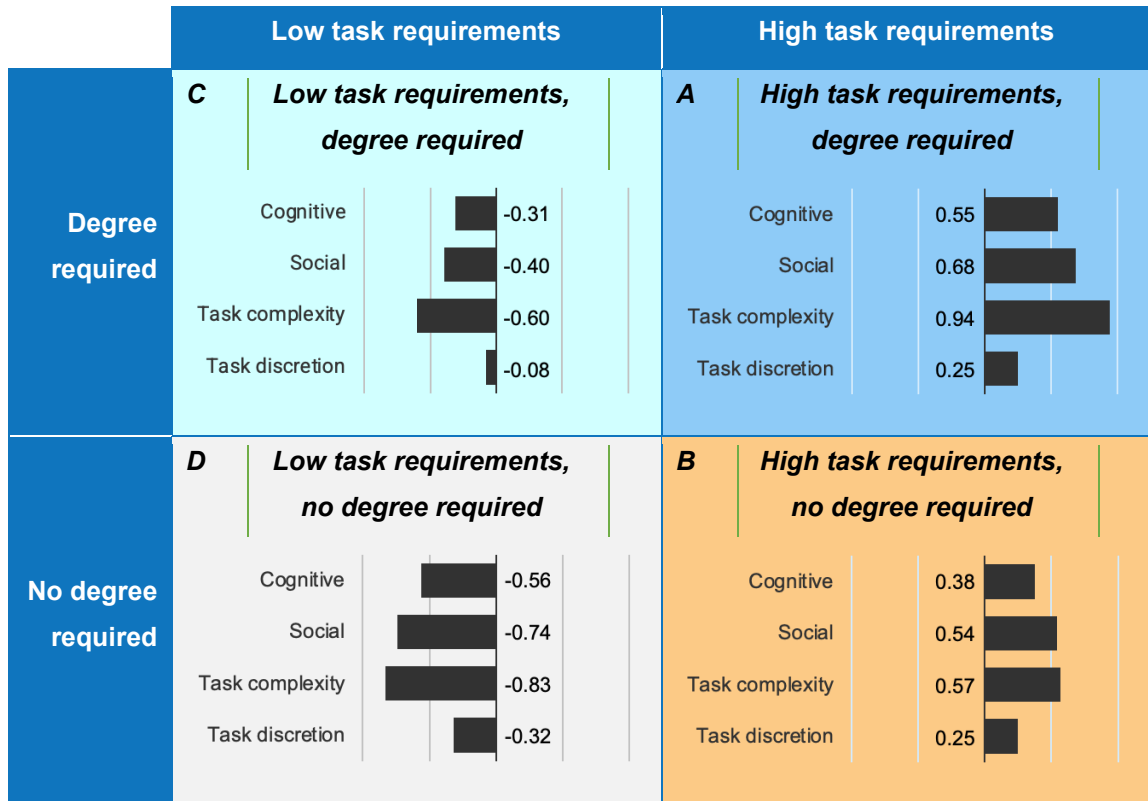 Low task requirements
High task requirements
Degree
required
C
Low task requirements,
degree required
Cognitive
-0.31
Social
-0.40
Task complexity
-0.60
Task discretion
-0.08
A
High task requirements,
degree required
Cognitive
0.55
Social
0.68
Task complexity
0.94
Task discretion
0.25
No degree
required
D
Low task requirements,
no degree required
Cognitive
-0.56
Social
-0.74
Task complexity
-0.83
Task discretion
-0.32
B
High task requirements,
no degree required
Cognitive
0.38
Social
0.54
Task complexity
0.57
Task discretion
0.25